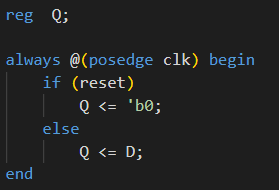 reg  Q;
always @(posedge clk) begin
if (reset)
Q <= 'b0;
else
Q <= D;
end